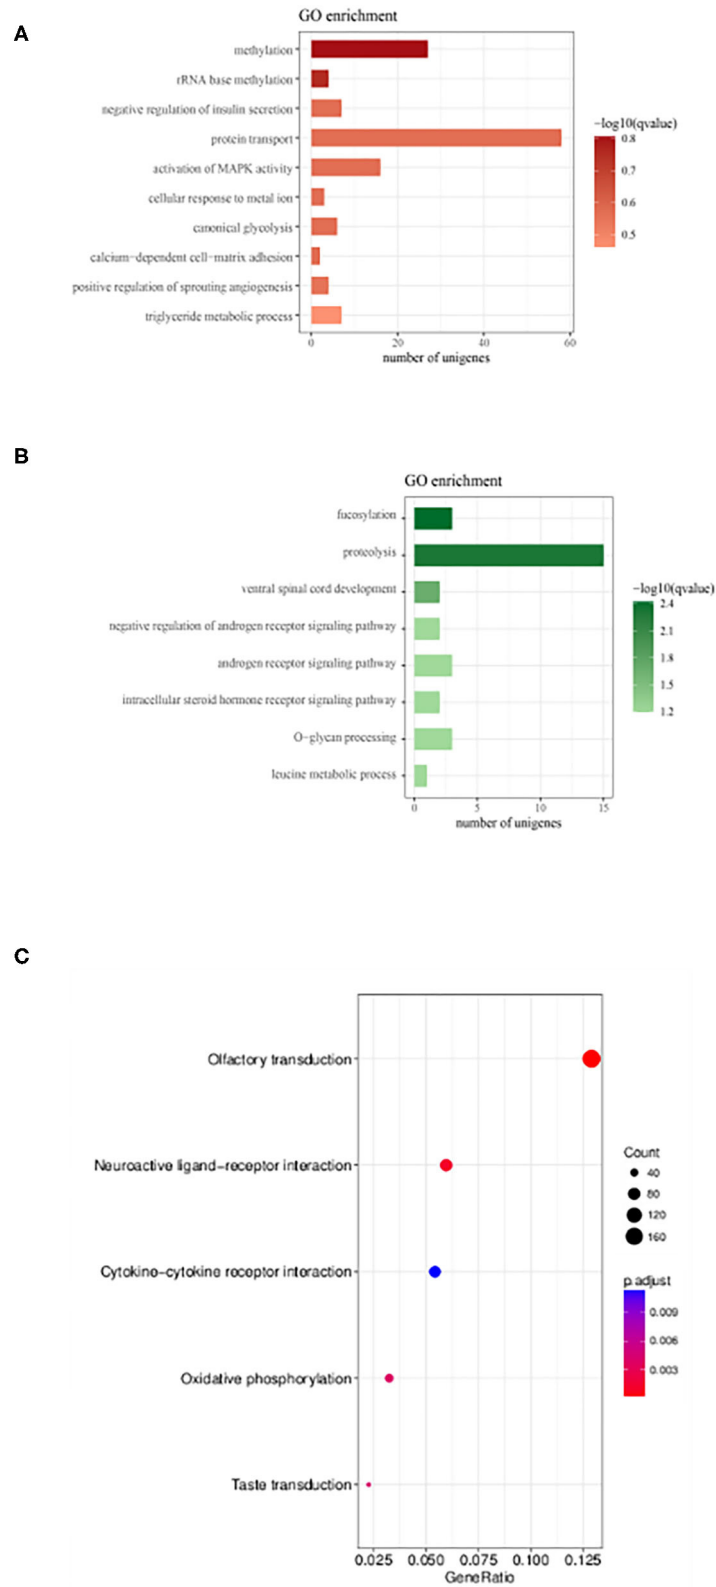 A
GO enrichment
methylation
rRNA base methylation
negative regulation of insulin secretion
protein transport
activation of MAPK activity
cellular response to metal ion
canonical glycolysis
calcium-dependent cell-matrix adhesion
positive regulation of sprouting angiogenesis
triglyceride metabolic process
0 20 40 60
number of unigenes
-log10(qvalue)
0.8
0.7
0.6
0.5
B
GO enrichment
fucosylation
proteolysis
ventral spinal cord development
negative regulation of androgen receptor signaling pathway
androgen receptor signaling pathway
intracellular steroid hormone receptor signaling pathway
O-glycan processing
leucine metabolic process
0 5 10 15
number of unigenes
-log10(qvalue)
2.4
2.1
1.8
1.5
1.2
C
Olfactory transduction
Neuroactive ligand-receptor interaction
Cytokine-cytokine receptor interaction
Oxidative phosphorylation
Taste transduction
0.025 0.050 0.075 0.100 0.125
GeneRatio
Count
40
80
120
160
p.adjust
0.009
0.006
0.003